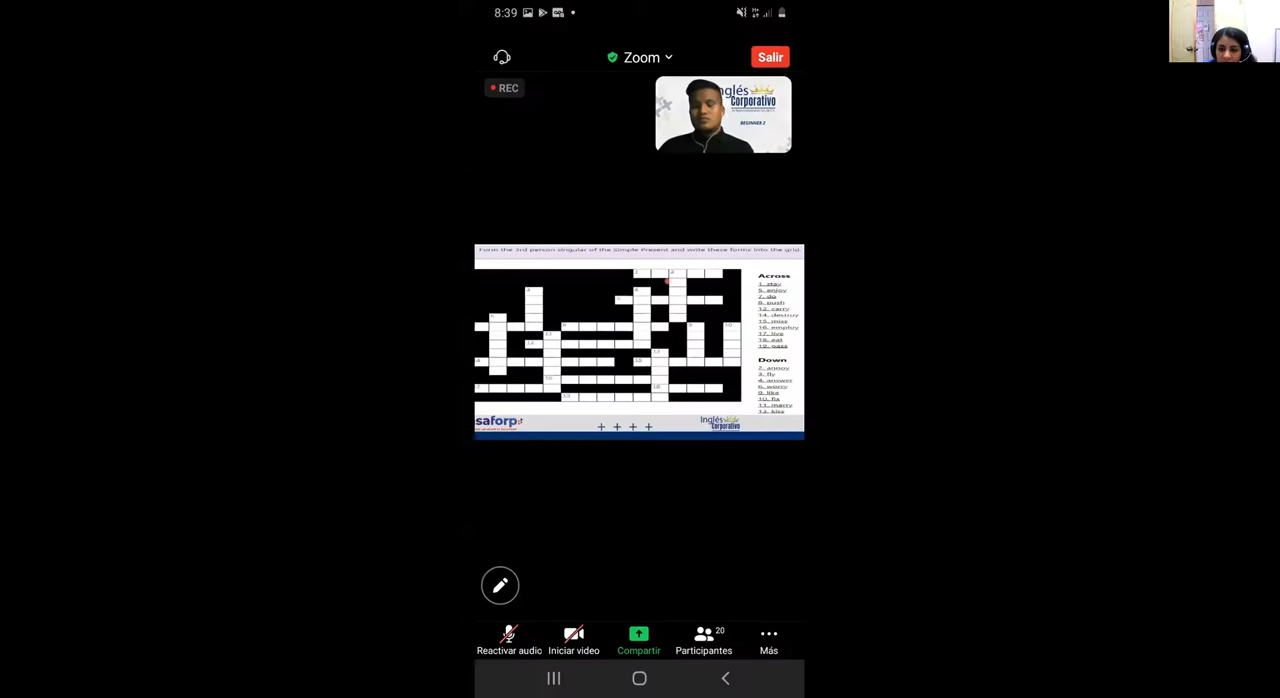 8:39
Zoom
Salir
REC
Inglés
Corporativo
BEGINNER 2
Form the 3rd person singular of the Simple Present and write these forms into the grid.
Across
1. stay
5. enjoy
7. do
8. push
12. carry
14. destroy
15. miss
16. employ
17. live
18. eat
19. pass
Down
2. annoy
3. fly
4. answer
6. worry
9. like
10. fix
11. marry
13. kiss
saforp
Inglés
Corporativo
+ + + +
Reactivar audio
Iniciar video
Compartir
20
Participantes
Más